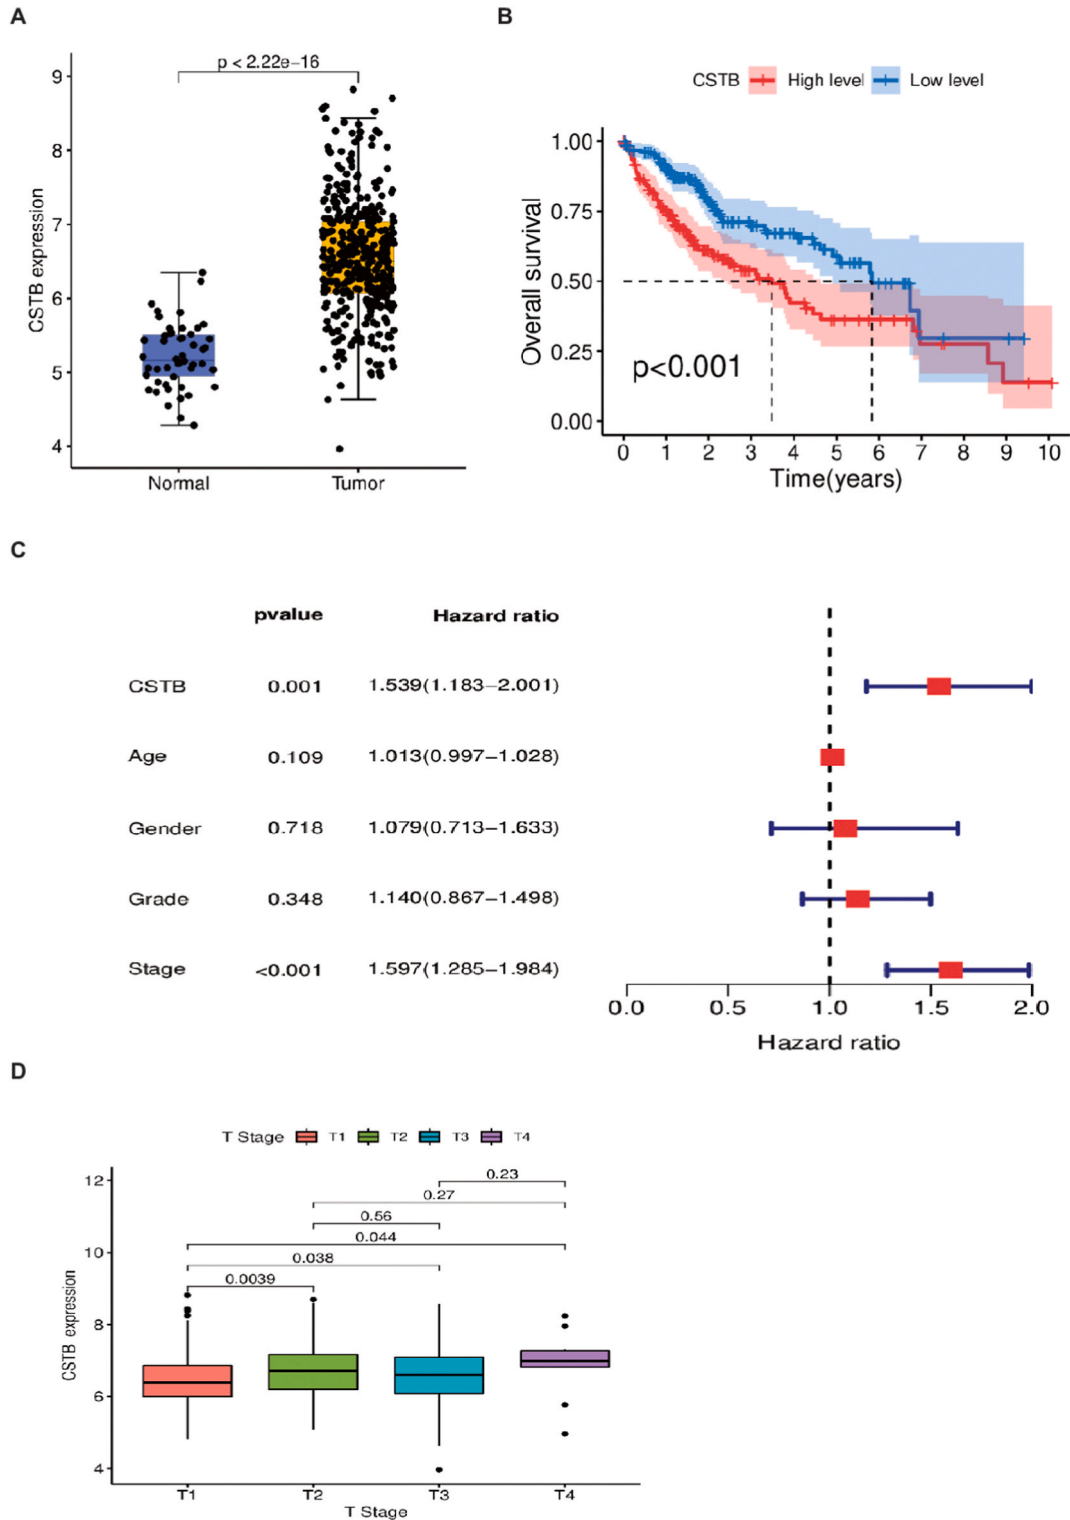 A
p < 2.22e−16
CSTB expression
9
8
7
6
5
4
Normal Tumor
B
CSTB High level Low level
Overall survival
1.00
0.75
0.50
0.25
0.00
p<0.001
0 1 2 3 4 5 6 7 8 9 10
Time(years)
C
pvalue Hazard ratio
CSTB 0.001 1.539(1.183−2.001)
Age 0.109 1.013(0.997−1.028)
Gender 0.718 1.079(0.713−1.633)
Grade 0.348 1.140(0.867−1.498)
Stage <0.001 1.597(1.285−1.984)
0.0 0.5 1.0 1.5 2.0
Hazard ratio
D
T Stage T1 T2 T3 T4
CSTB expression
12
10
8
6
4
0.23
0.27
0.56
0.044
0.038
0.0039
T1 T2 T3 T4
T Stage